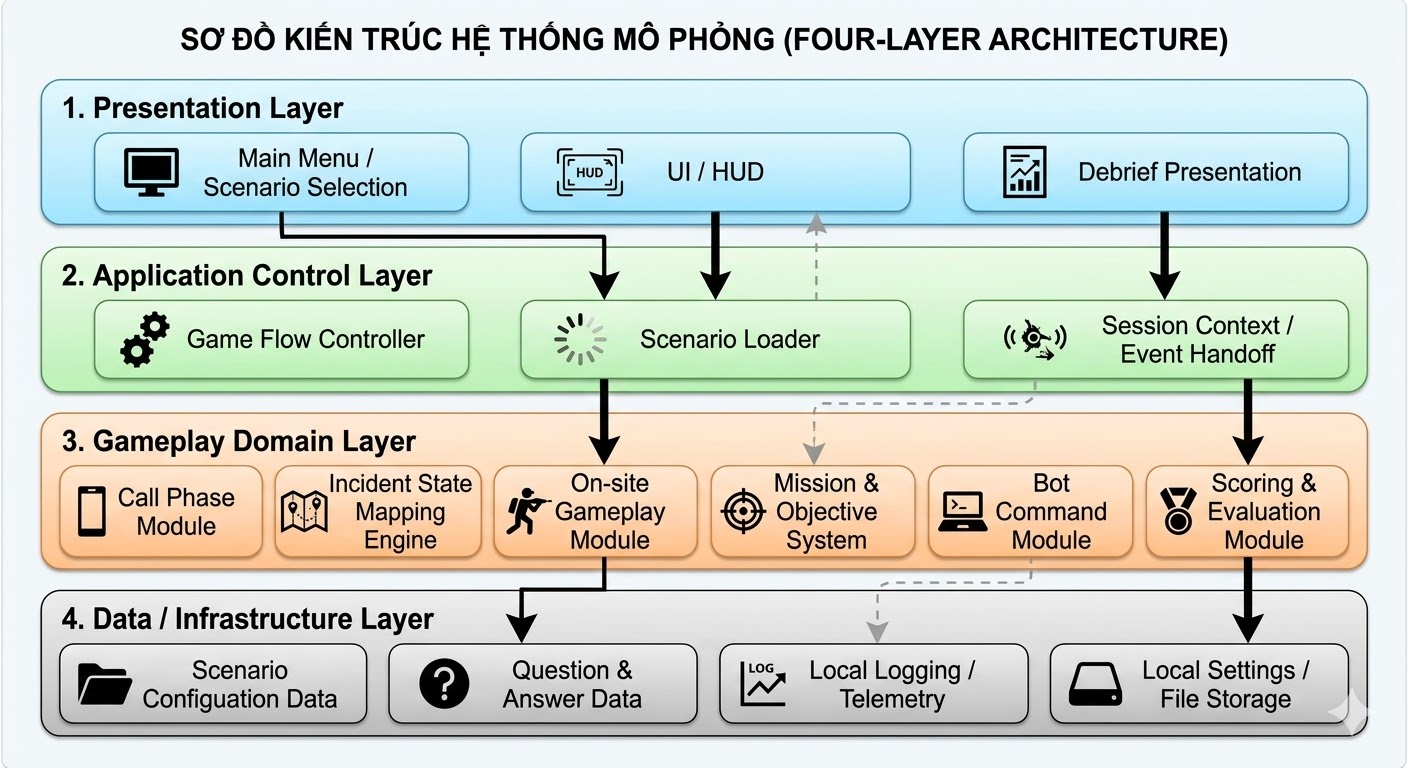 SƠ ĐỒ KIẾN TRÚC HỆ THỐNG MÔ PHỎNG (FOUR-LAYER ARCHITECTURE)
1. Presentation Layer
Main Menu /
Scenario Selection
HUD
UI / HUD
Debrief Presentation
2. Application Control Layer
Game Flow Controller
Scenario Loader
Session Context /
Event Handoff
3. Gameplay Domain Layer
Call Phase
Module
Incident State
Mapping
Engine
On-site
Gameplay
Module
Mission &
Objective
System
Bot
Command
Module
Scoring &
Evaluation
Module
4. Data / Infrastructure Layer
Scenario
Configuation Data
Question &
Answer Data
LOG
Local Logging /
Telemetry
Local Settings /
File Storage